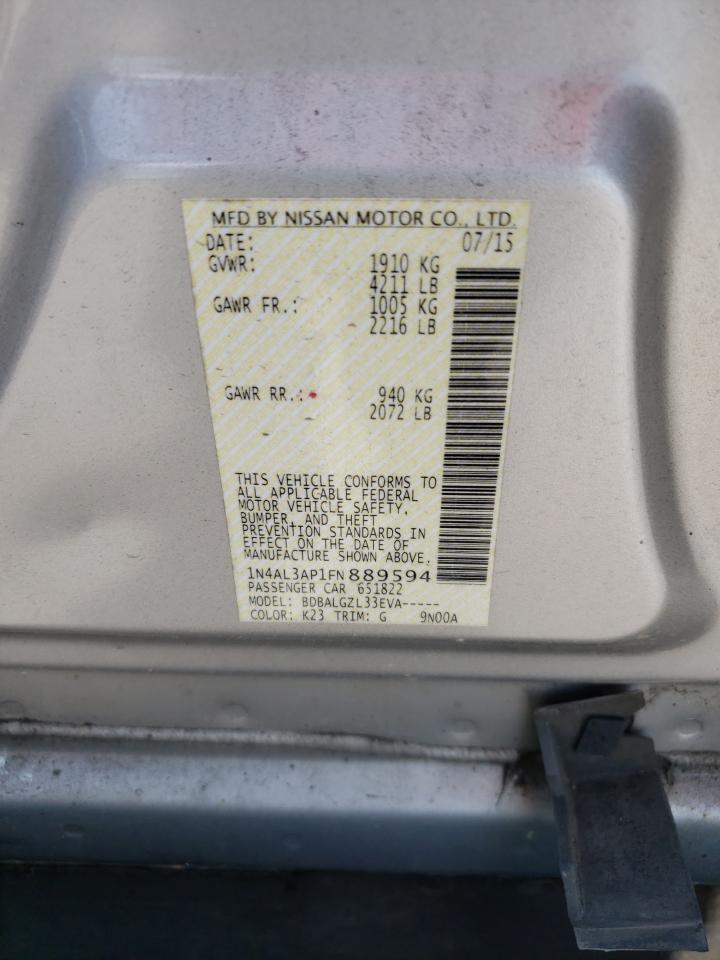 MFD BY NISSAN MOTOR CO., LTD.
DATE: 07/15
GVWR: 1910 KG
4211 LB
GAWR FR.: 1005 KG
2216 LB
GAWR RR.: 940 KG
2072 LB
THIS VEHICLE CONFORMS TO
ALL APPLICABLE FEDERAL
MOTOR VEHICLE SAFETY,
BUMPER, AND THEFT
PREVENTION STANDARDS IN
EFFECT ON THE DATE OF
MANUFACTURE SHOWN ABOVE.
1N4AL3AP1FN889594
PASSENGER CAR 651822
MODEL: BDBALGZL33EVA-----
COLOR: K23 TRIM: G 9N00A